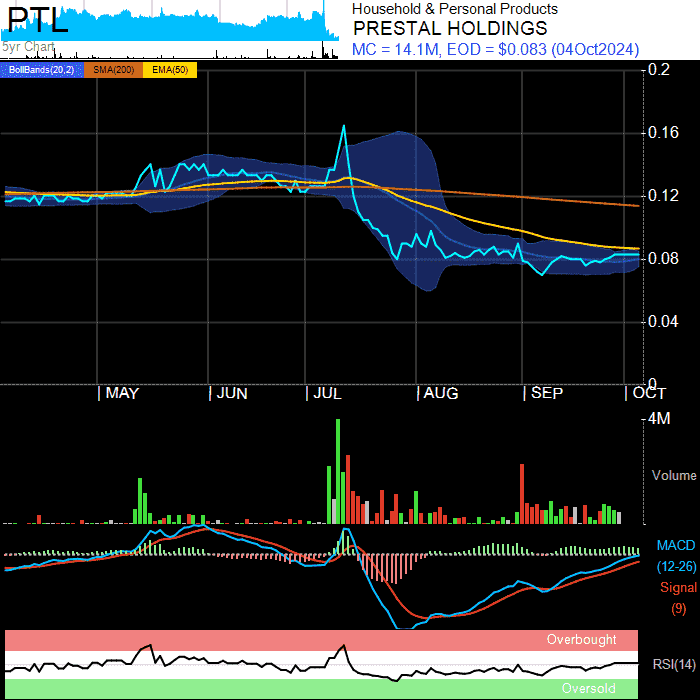 PTL
5yr Chart
Household & Personal Products
PRESTAL HOLDINGS
MC = 14.1M, EOD = $0.083 (04Oct2024)
BollBands(20,2) SMA(200) EMA(50)
0.2
0.16
0.12
0.08
0.04
0
MAY JUN JUL AUG SEP OCT
4M
Volume
MACD
(12-26)
Signal
(9)
Overbought
RSI(14)
Oversold